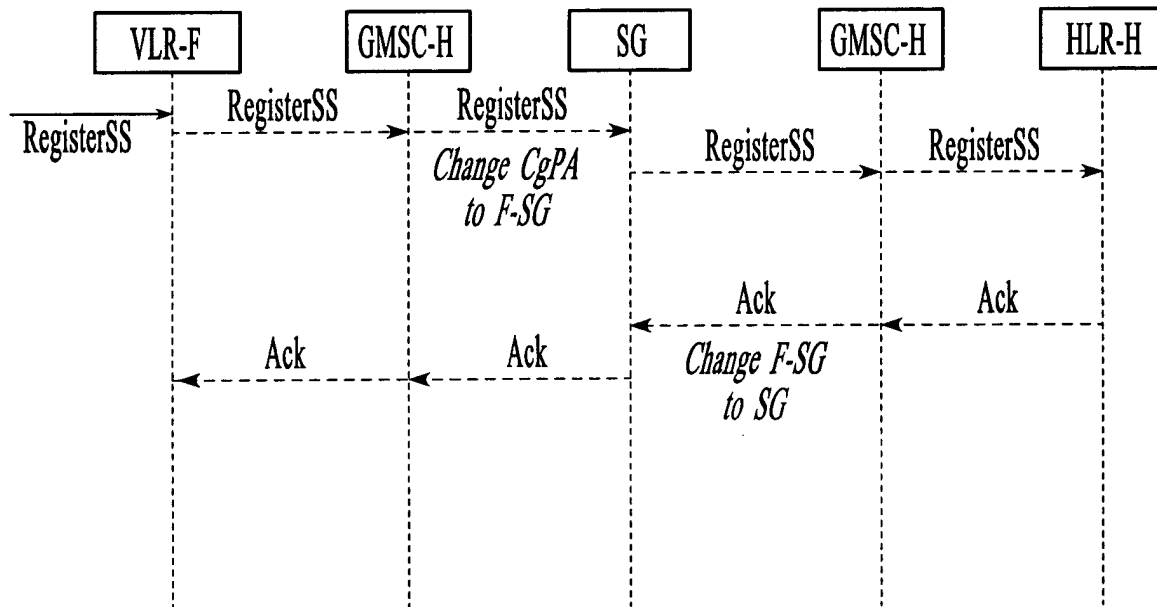 VLR-F
GMSC-H
SG
GMSC-H
HLR-H
RegisterSS
RegisterSS
RegisterSS
Change CgPA
to F-SG
RegisterSS
RegisterSS
Ack
Ack
Change F-SG
to SG
Ack
Ack